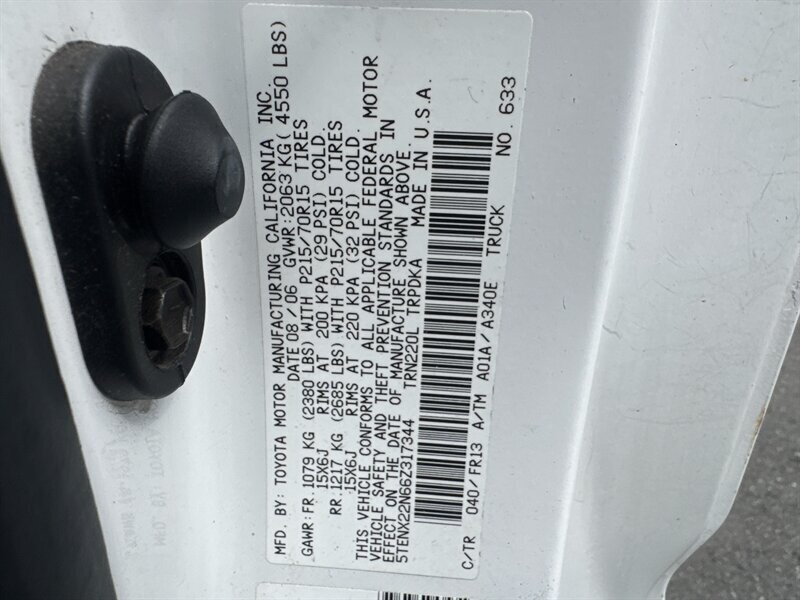 MFD. BY: TOYOTA MOTOR MANUFACTURING CALIFORNIA INC.
DATE 08/06 GVWR: 2063 KG ( 4550 LBS)
GAWR: FR. 1079 KG (2380 LBS) WITH P215/70R15 TIRES
15X6J RIMS AT 200 KPA (29 PSI) COLD.
RR. 1217 KG (2685 LBS) WITH P215/70R15 TIRES
15X6J RIMS AT 220 KPA (32 PSI) COLD.
THIS VEHICLE CONFORMS TO ALL APPLICABLE FEDERAL MOTOR
VEHICLE SAFETY AND THEFT PREVENTION STANDARDS IN
EFFECT ON THE DATE OF MANUFACTURE SHOWN ABOVE.
5TENX22N66Z317344 TRN220L TRPDKA MADE IN U.S.A.
C/TR 040/FR13 A/TM A01A/A340E TRUCK NO. 633